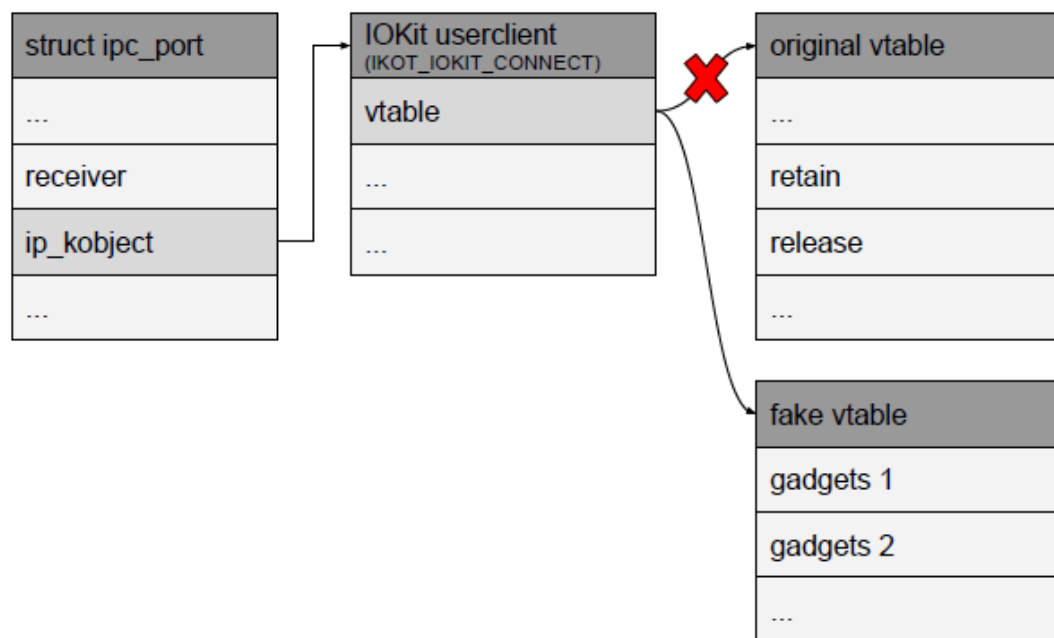 struct ipc_port
...
receiver
ip_kobject
...
IOKit userclient
(IKOT_IOKIT_CONNECT)
vtable
...
...
original vtable
...
retain
release
...
fake vtable
gadgets 1
gadgets 2
...